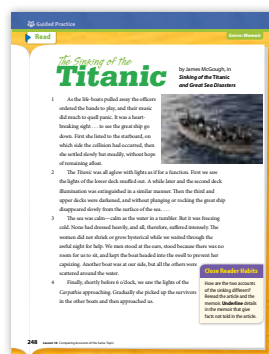 Guided Practice
Read
Genre: Memoir
The Sinking of the
Titanic
by James McGough, in
Sinking of the Titanic
and Great Sea Disasters
1 As the life-boats pulled away the officers
ordered the bands to play, and their music
did much to quell panic. It was a heart-
breaking sight . . . to see the great ship go
down. First she listed to the starboard, on
which side the collision had occurred, then
she settled slowly but steadily, without hope
of remaining afloat.
2 The Titanic was all aglow with lights as if for a function. First we saw
the lights of the lower deck snuffed out. A while later and the second deck
illumination was extinguished in a similar manner. Then the third and
upper decks were darkened, and without plunging or rocking the great ship
disappeared slowly from the surface of the sea. . . .
3 The sea was calm—calm as the water in a tumbler. But it was freezing
cold. None had dressed heavily, and all, therefore, suffered intensely. The
women did not shriek or grow hysterical while we waited through the
awful night for help. We men stood at the oars, stood because there was no
room for us to sit, and kept the boat headed into the swell to prevent her
capsizing. Another boat was at our side, but all the others were
scattered around the water.
4 Finally, shortly before 6 o'clock, we saw the lights of the
Carpathia approaching. Gradually she picked up the survivors
in the other boats and then approached us.
Close Reader Habits
How are the two accounts
of the sinking different?
Reread the article and the
memoir. Underline details
in the memoir that give
facts not told in the article.
248 Lesson 16 Comparing Accounts of the Same Topic